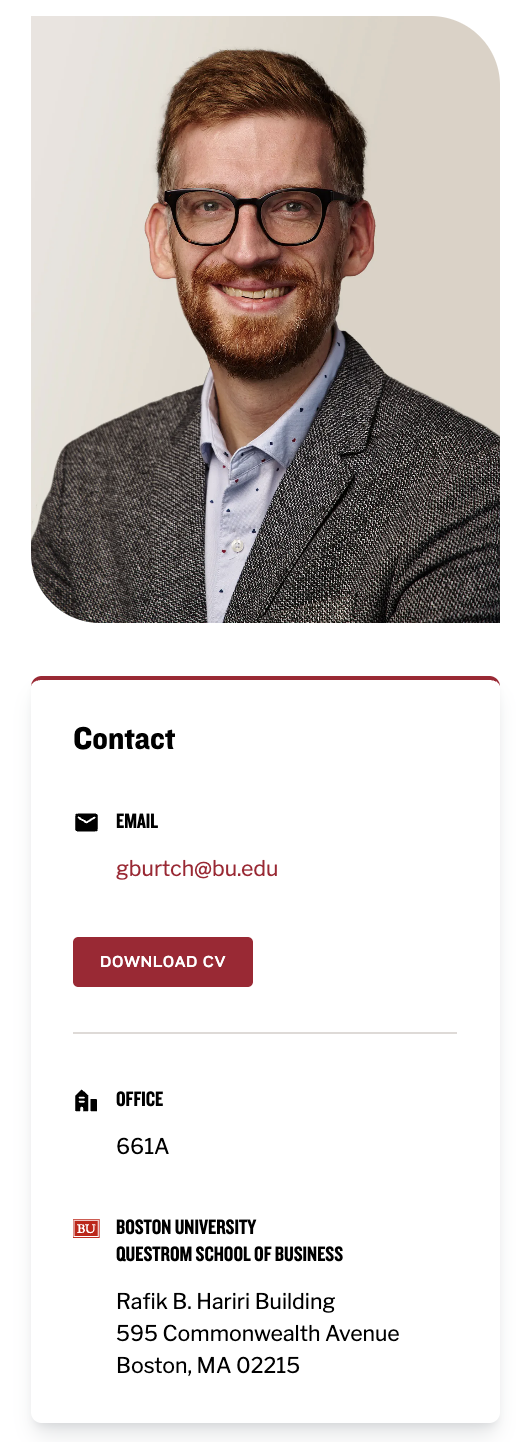 Contact
EMAIL
gburtch@bu.edu
DOWNLOAD CV
OFFICE
661A
BU
BOSTON UNIVERSITY
QUESTROM SCHOOL OF BUSINESS
Rafik B. Hariri Building
595 Commonwealth Avenue
Boston, MA 02215